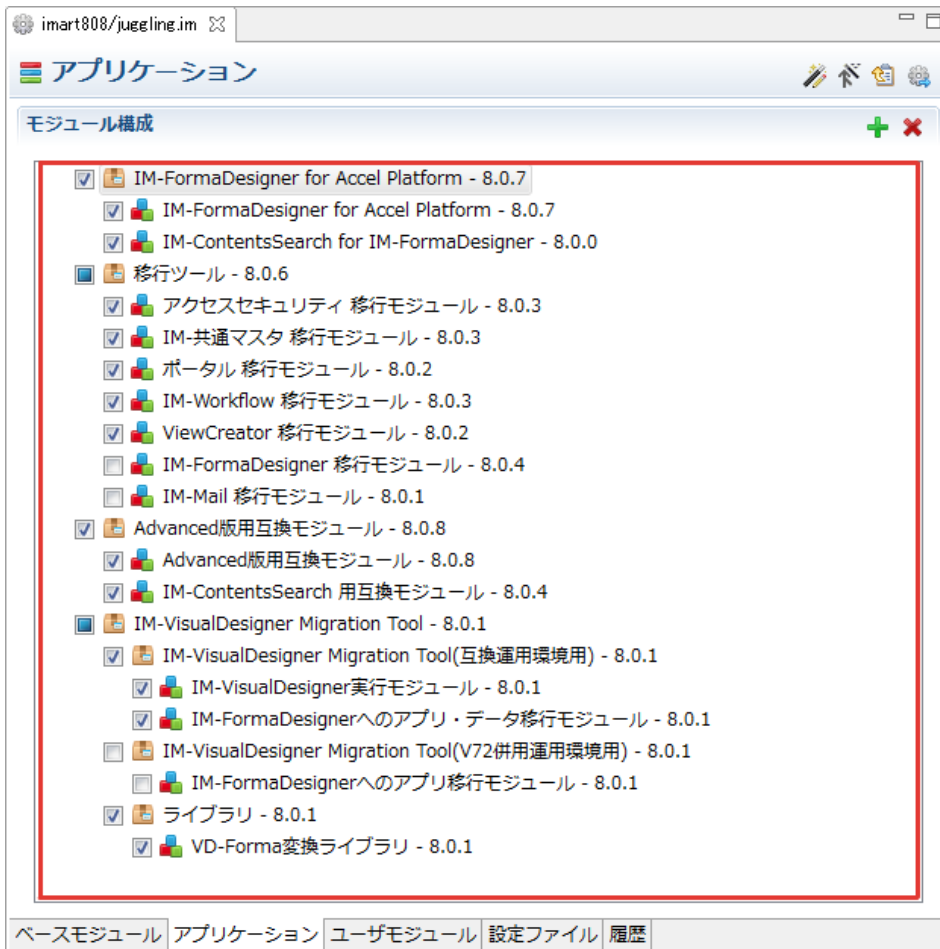 imart808/juggling.im
アプリケーション
モジュール構成
IM-FormaDesigner for Accel Platform - 8.0.7
IM-FormaDesigner for Accel Platform - 8.0.7
IM-ContentsSearch for IM-FormaDesigner - 8.0.0
移行ツール - 8.0.6
アクセスセキュリティ 移行モジュール - 8.0.3
IM-共通マスタ 移行モジュール - 8.0.3
ポータル 移行モジュール - 8.0.2
IM-Workflow 移行モジュール - 8.0.3
ViewCreator 移行モジュール - 8.0.2
IM-FormaDesigner 移行モジュール - 8.0.4
IM-Mail 移行モジュール - 8.0.1
Advanced版用互換モジュール - 8.0.8
Advanced版用互換モジュール - 8.0.8
IM-ContentsSearch 用互換モジュール - 8.0.4
IM-VisualDesigner Migration Tool - 8.0.1
IM-VisualDesigner Migration Tool(互換運用環境用) - 8.0.1
IM-VisualDesigner実行モジュール - 8.0.1
IM-FormaDesignerへのアプリ・データ移行モジュール - 8.0.1
IM-VisualDesigner Migration Tool(V72併用運用環境用) - 8.0.1
IM-FormaDesignerへのアプリ移行モジュール - 8.0.1
ライブラリ - 8.0.1
VD-Forma変換ライブラリ - 8.0.1
ベースモジュール アプリケーション ユーザモジュール 設定ファイル 履歴